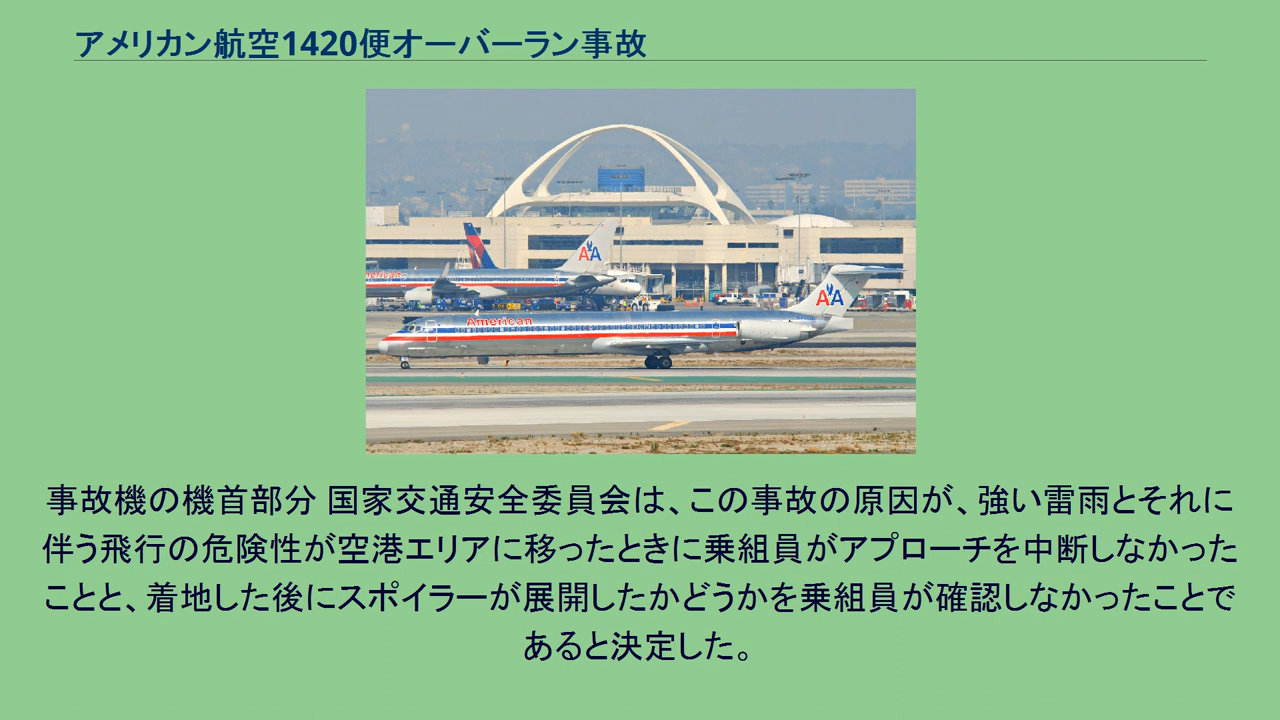 アメリカン航空1420便オーバーラン事故
American
AA
American
AA
事故機の機首部分 国家交通安全委員会は、この事故の原因が、強い雷雨とそれに
伴う飛行の危険性が空港エリアに移ったときに乗組員がアプローチを中断しなかった
ことと、着地した後にスポイラーが展開したかどうかを乗組員が確認しなかったことで
あると決定した。